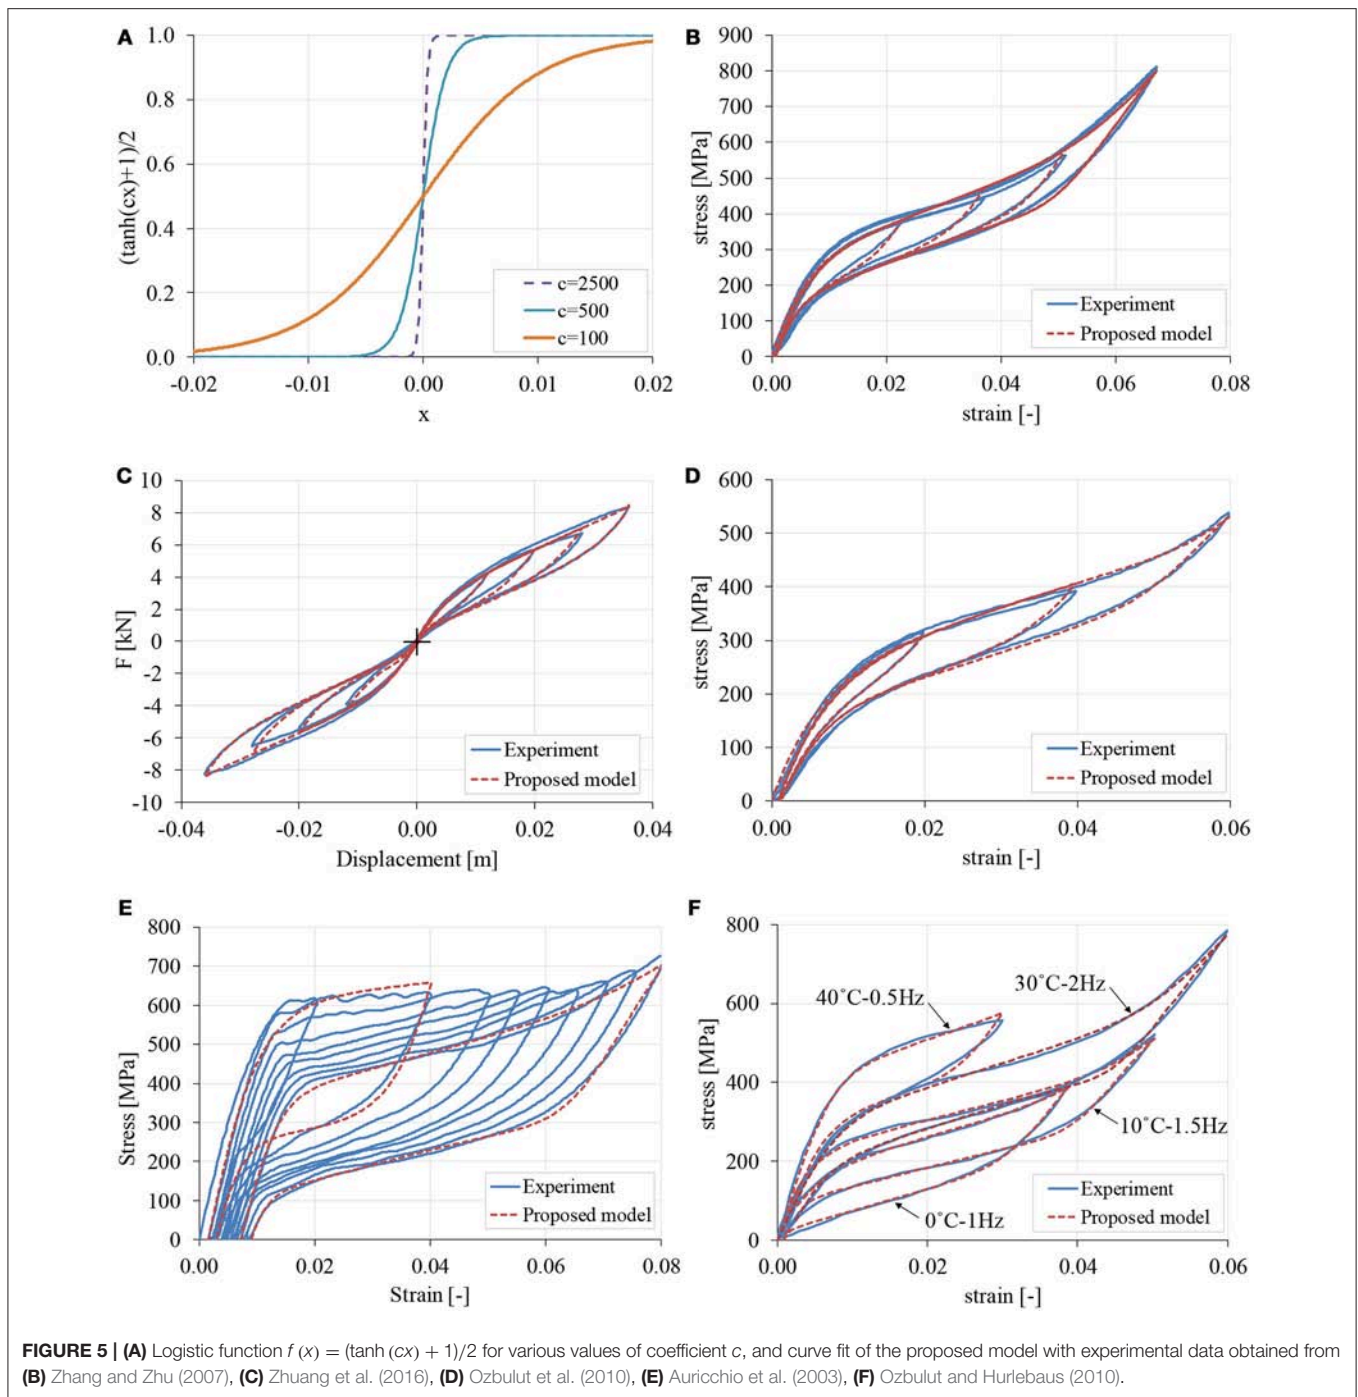 A
1.0
0.8
0.6
0.4
0.2
0.0
(tanh(cx)+1)/2
c=2500
c=500
c=100
-0.02
-0.01
0.00
0.01
0.02
x
B
900
800
700
600
500
400
300
200
100
0
stress [MPa]
Experiment
Proposed model
0.00
0.02
0.04
0.06
0.08
strain [-]
C
10
8
6
4
2
0
-2
-4
-6
-8
-10
F [kN]
Experiment
Proposed model
-0.04
-0.02
0.00
0.02
0.04
Displacement [m]
D
600
500
400
300
200
100
0
stress [MPa]
Experiment
Proposed model
0.00
0.02
0.04
0.06
strain [-]
E
800
700
600
500
400
300
200
100
0
Stress [MPa]
Experiment
Proposed model
0.00
0.02
0.04
0.06
0.08
Strain [-]
F
800
600
400
200
0
stress [MPa]
40°C-0.5Hz
30°C-2Hz
10°C-1.5Hz
0°C-1Hz
Experiment
Proposed model
0.00
0.02
0.04
0.06
strain [-]
FIGURE 5 | (A) Logistic function f (x) = (tanh (cx) + 1)/2 for various values of coefficient c, and curve fit of the proposed model with experimental data obtained from
(B) Zhang and Zhu (2007), (C) Zhuang et al. (2016), (D) Ozbulut et al. (2010), (E) Auricchio et al. (2003), (F) Ozbulut and Hurlebaus (2010).